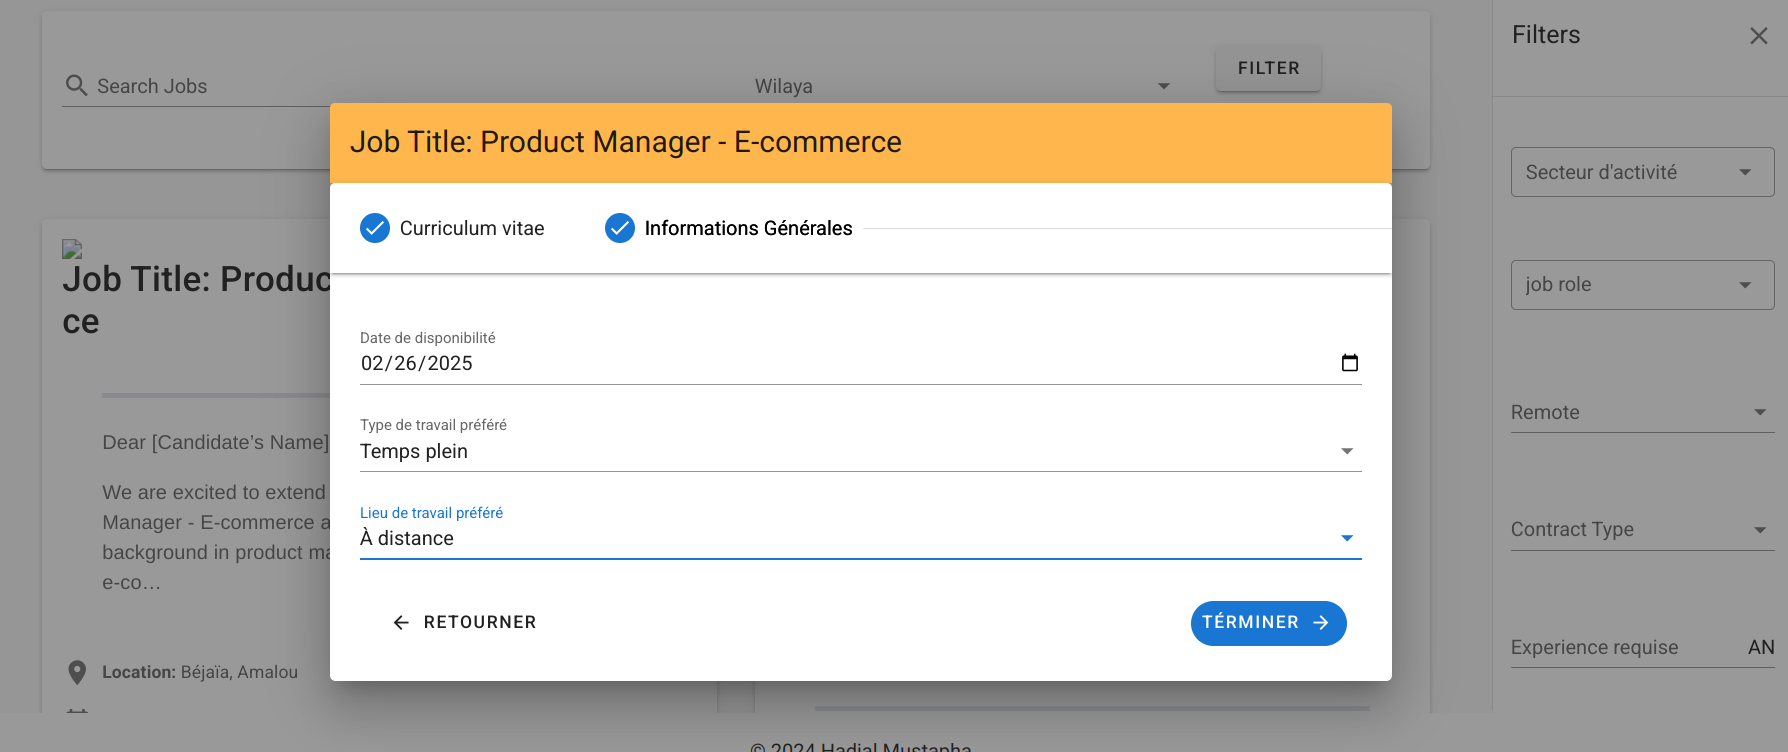 Search Jobs
Wilaya
FILTER
Filters
Job Title: Product Manager - E-commerce
Curriculum vitae
Informations Générales
Date de disponibilité
02/26/2025
Type de travail préféré
Temps plein
Lieu de travail préféré
À distance
RETOURNER
TÉRMINER
Job Title: Produc
ce
Dear [Candidate's Name]
We are excited to extend
Manager - E-commerce a
background in product ma
e-co…
Location: Béjaïa, Amalou
Secteur d'activité
job role
Remote
Contract Type
Experience requise AN
© 2024 Hadjal Mustapha